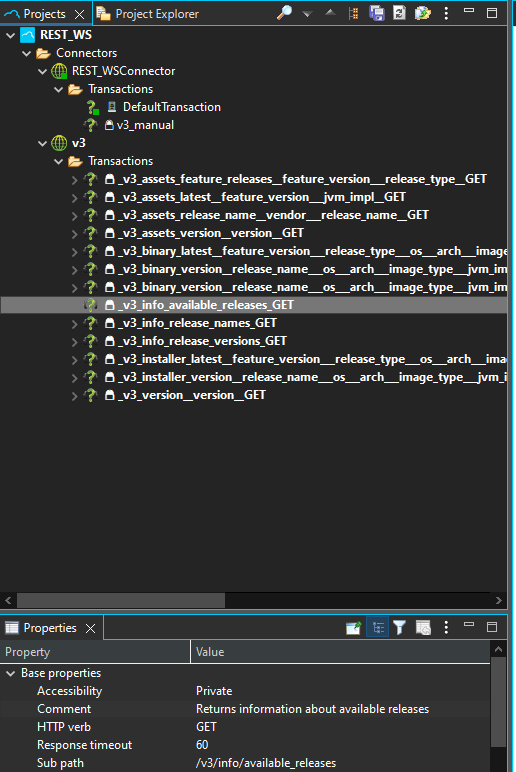 Projects
Project Explorer
REST_WS
Connectors
REST_WSConnector
Transactions
DefaultTransaction
v3_manual
v3
Transactions
_v3_assets_feature_releases__feature_version___release_type__GET
_v3_assets_latest__feature_version___jvm_impl__GET
_v3_assets_release_name__vendor___release_name__GET
_v3_assets_version__version__GET
_v3_binary_latest__feature_version___release_type___os___arch___image
_v3_binary_version__release_name___os___arch___image_type___jvm_im
_v3_binary_version__release_name___os___arch___image_type___jvm_im
_v3_info_available_releases_GET
_v3_info_release_names_GET
_v3_info_release_versions_GET
_v3_installer_latest__feature_version___release_type___os___arch___ima
_v3_installer_version__release_name___os___arch___image_type___jvm_i
_v3_version__version__GET
Properties
Property Value
Base properties
Accessibility Private
Comment Returns information about available releases
HTTP verb GET
Response timeout 60
Sub path /v3/info/available_releases